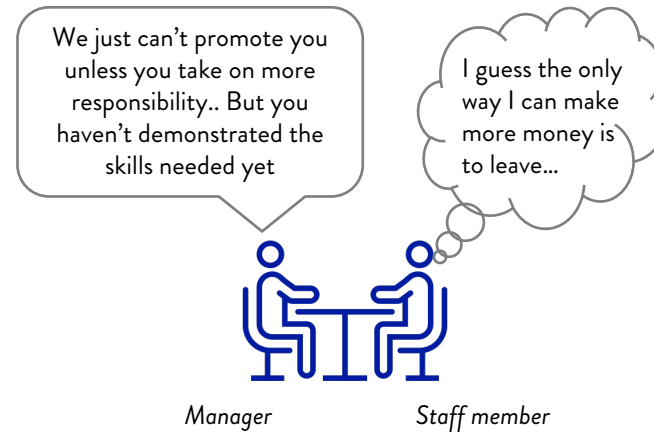 We just can't promote you
unless you take on more
responsibility.. But you
haven't demonstrated the
skills needed yet
I guess the only
way I can make
more money is
to leave...
Manager
Staff member